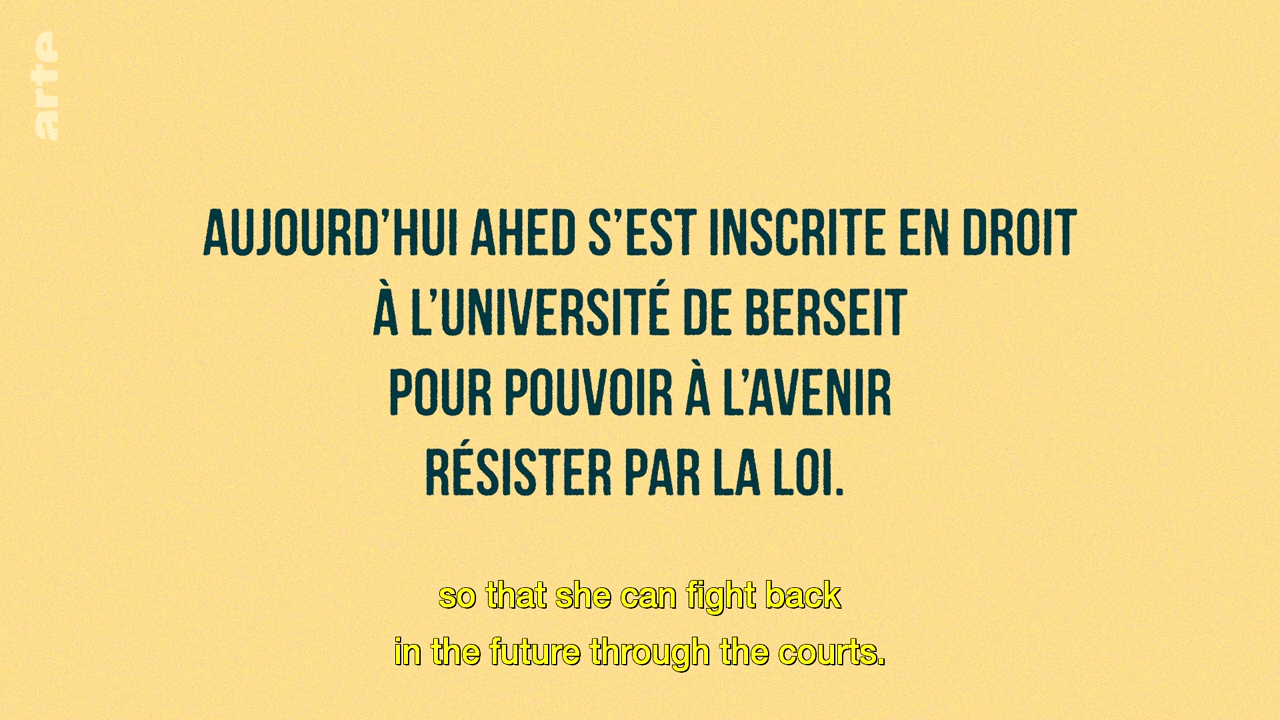 arte
AUJOURD'HUI AHED S'EST INSCRITE EN DROIT
À L'UNIVERSITÉ DE BERSEIT
POUR POUVOIR À L'AVENIR
RÉSISTER PAR LA LOI.
so that she can fight back
in the future through the courts.